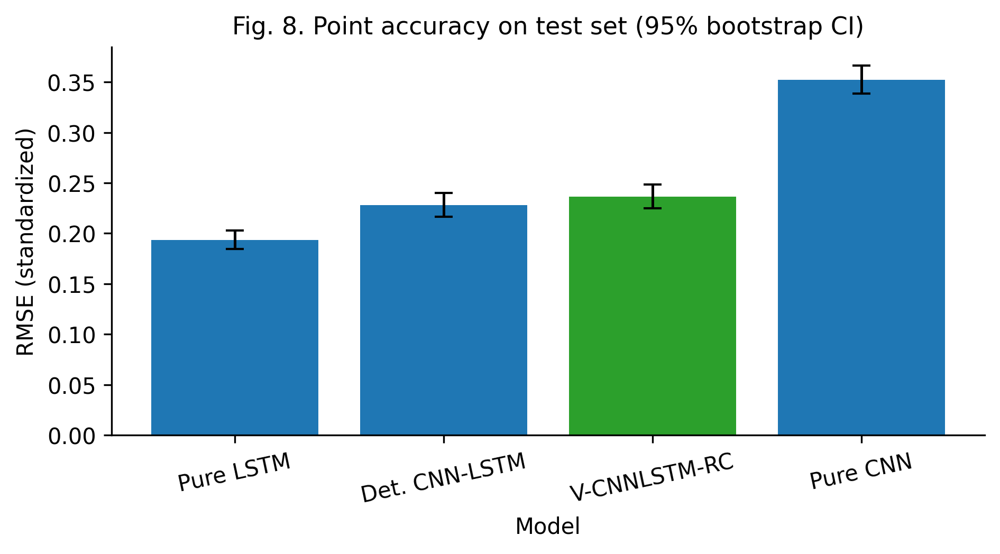 Fig. 8. Point accuracy on test set (95% bootstrap CI)
RMSE (standardized)
0.35
0.30
0.25
0.20
0.15
0.10
0.05
0.00
Pure LSTM
Det. CNN-LSTM
V-CNNLSTM-RC
Pure CNN
Model